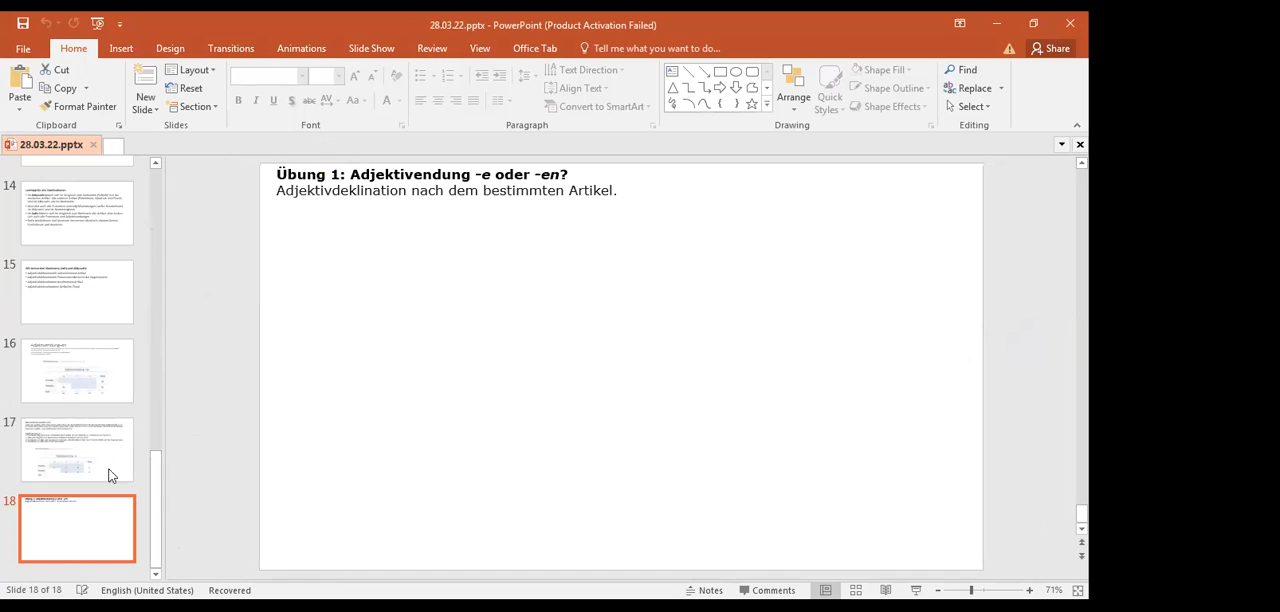 28.03.22.pptx - PowerPoint (Product Activation Failed)
File Home Insert Design Transitions Animations Slide Show Review View Office Tab Tell me what you want to do... Share
Paste
Cut
Copy
Format Painter
Clipboard
New
Slide
Layout
Reset
Section
Slides
B I U S abc AV Aa A
Font
Text Direction
Align Text
Convert to SmartArt
Paragraph
Arrange
Quick
Styles
Shape Fill
Shape Outline
Shape Effects
Drawing
Find
Replace
Select
Editing
28.03.22.pptx
14
15
16
17
18
Übung 1: Adjektivendung -e oder -en?
Adjektivdeklination nach dem bestimmten Artikel.
Slide 18 of 18 English (United States) Recovered Notes Comments 71%